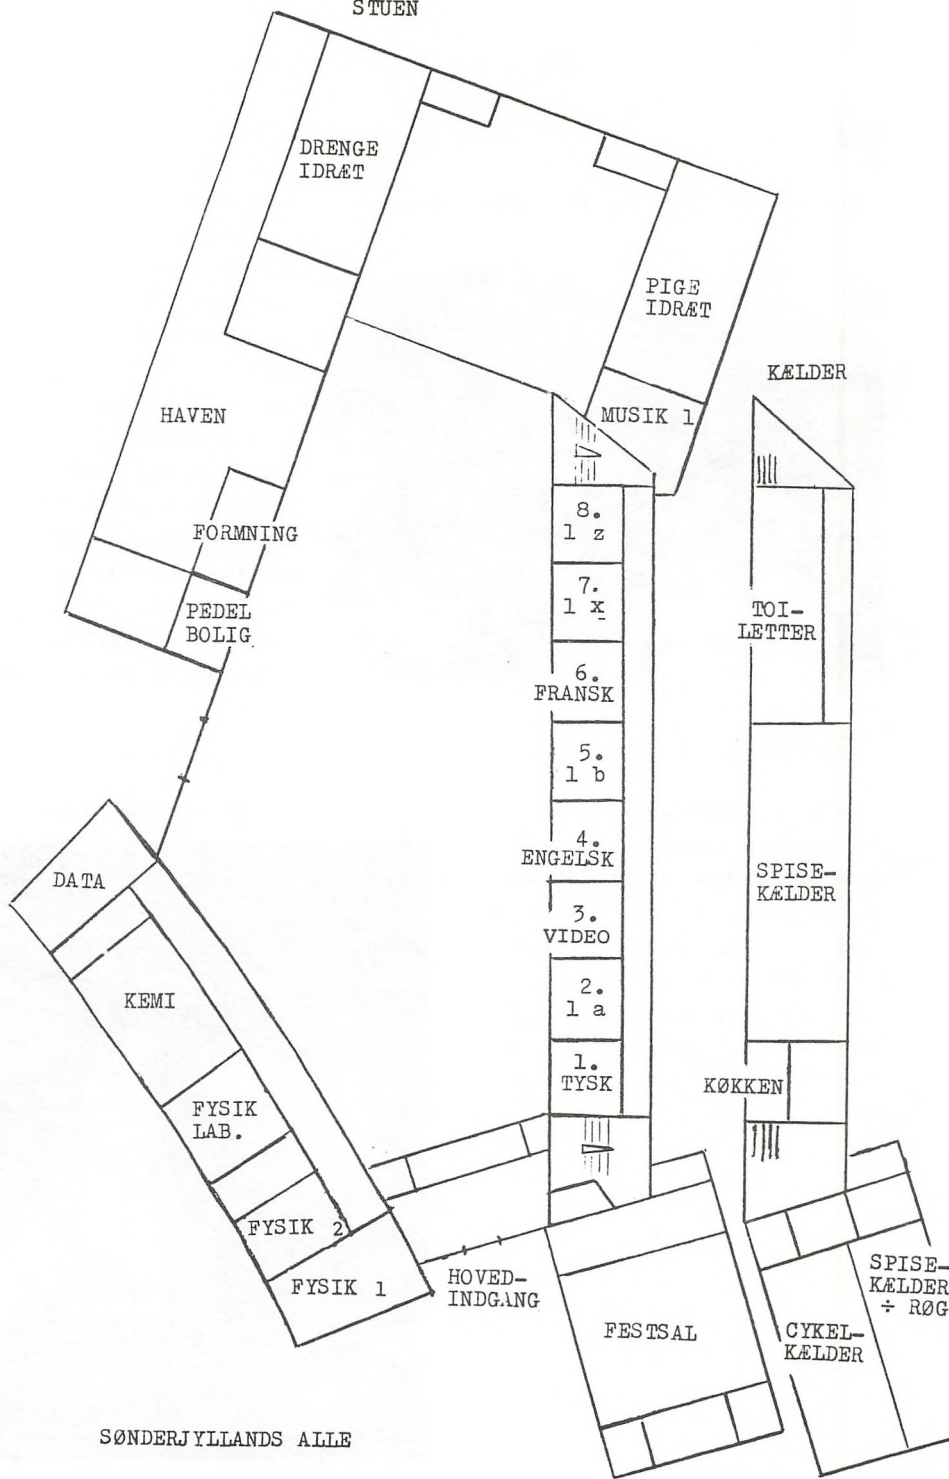 STUEN
DRENGE
IDRÆT
PIGE
IDRÆT
KÆLDER
HAVEN
MUSIK 1
FORMNING
PEDEL
BOLIG
8.
1 z
7.
1 x
6.
FRANSK
5.
1 b
4.
ENGELSK
3.
VIDEO
2.
1 a
1.
TYSK
TOI-
LETTER
SPISE-
KÆLDER
KØKKEN
DATA
KEMI
FYSIK
LAB.
FYSIK 2
FYSIK 1
HOVED-
INDGANG
FESTSAL
SPISE-
KÆLDER
÷ RØG
CYKEL-
KÆLDER
SØNDERJYLLANDS ALLE